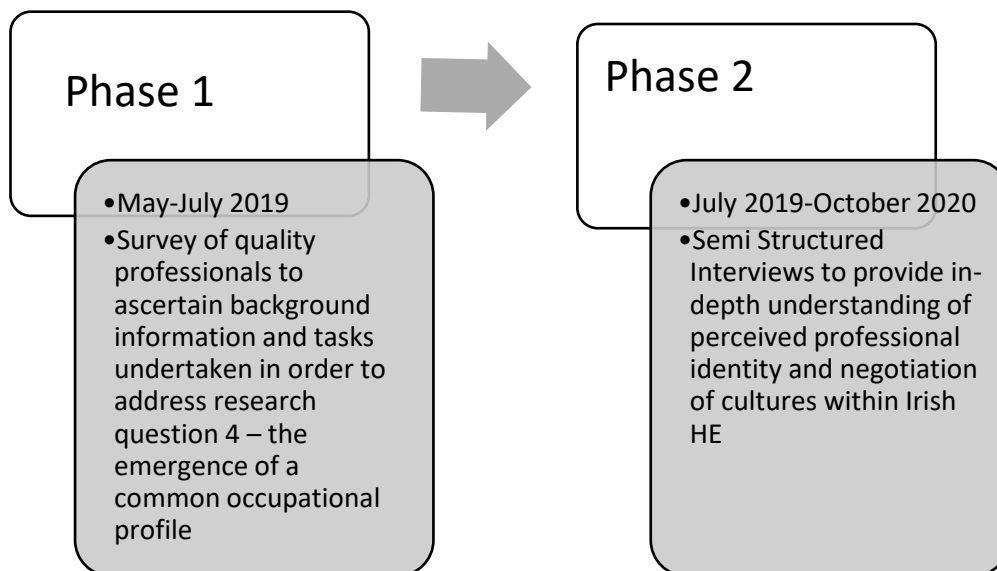 Phase 1
•May-July 2019
•Survey of quality
professionals to
ascertain background
information and tasks
undertaken in order to
address research
question 4 – the
emergence of a
common occupational
profile
Phase 2
•July 2019-October 2020
•Semi Structured
Interviews to provide in-
depth understanding of
perceived professional
identity and negotiation
of cultures within Irish
HE